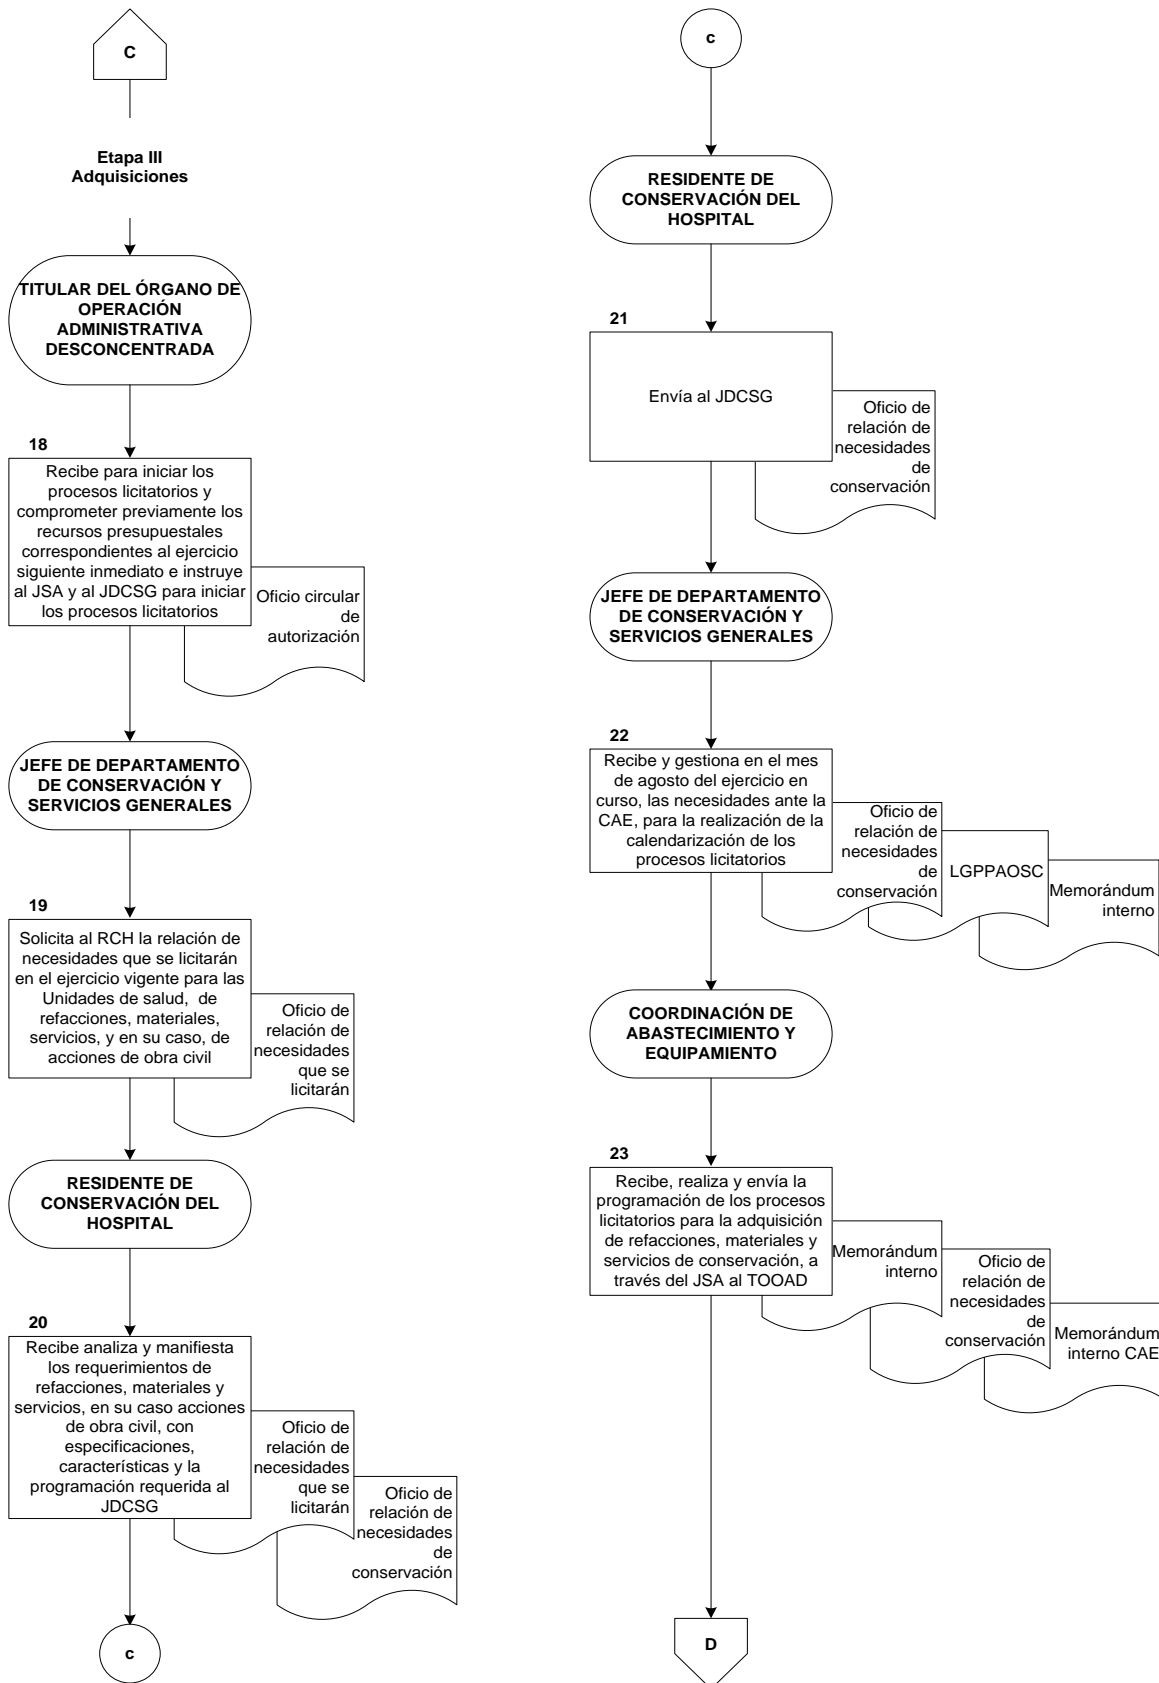 C
Etapa III
Adquisiciones
TITULAR DEL ÓRGANO DE
OPERACIÓN
ADMINISTRATIVA
DESCONCENTRADA
18
Recibe para iniciar los
procesos licitatorios y
comprometer previamente los
recursos presupuestales
correspondientes al ejercicio
siguiente inmediato e instruye
al JSA y al JDCSG para iniciar
los procesos licitatorios
Oficio circular
de
autorización
JEFE DE DEPARTAMENTO
DE CONSERVACIÓN Y
SERVICIOS GENERALES
19
Solicita al RCH la relación de
necesidades que se licitarán
en el ejercicio vigente para las
Unidades de salud, de
refacciones, materiales,
servicios, y en su caso, de
acciones de obra civil
Oficio de
relación de
necesidades
que se
licitarán
RESIDENTE DE
CONSERVACIÓN DEL
HOSPITAL
20
Recibe analiza y manifiesta
los requerimientos de
refacciones, materiales y
servicios, en su caso acciones
de obra civil, con
especificaciones,
características y la
programación requerida al
JDCSG
Oficio de
relación de
necesidades
que se
licitarán
Oficio de
relación de
necesidades
de
conservación
c
c
RESIDENTE DE
CONSERVACIÓN DEL
HOSPITAL
21
Envía al JDCSG
Oficio de
relación de
necesidades
de
conservación
JEFE DE DEPARTAMENTO
DE CONSERVACIÓN Y
SERVICIOS GENERALES
22
Recibe y gestiona en el mes
de agosto del ejercicio en
curso, las necesidades ante la
CAE, para la realización de la
calendarización de los
procesos licitatorios
Oficio de
relación de
necesidades
de
conservación
LGPPAOSC
Memorándum
interno
COORDINACIÓN DE
ABASTECIMIENTO Y
EQUIPAMIENTO
23
Recibe, realiza y envía la
programación de los procesos
licitatorios para la adquisición
de refacciones, materiales y
servicios de conservación, a
través del JSA al TOOAD
Memorándum
interno
Oficio de
relación de
necesidades
de
conservación
Memorándum
interno CAE
D